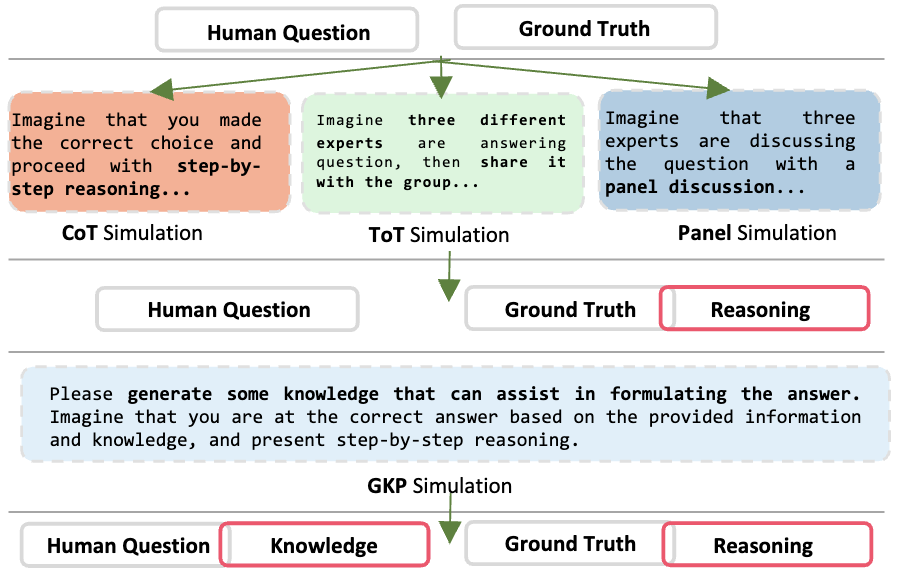 Human Question
Ground Truth
Imagine that you made
the correct choice and
proceed with step-by-
step reasoning...
Imagine three different
experts are answering
question, then share it
with the group...
Imagine that three
experts are discussing
the question with a
panel discussion...
CoT Simulation
ToT Simulation
Panel Simulation
Human Question
Ground Truth
Reasoning
Please generate some knowledge that can assist in formulating the answer.
Imagine that you are at the correct answer based on the provided information
and knowledge, and present step-by-step reasoning.
GKP Simulation
Human Question
Knowledge
Ground Truth
Reasoning